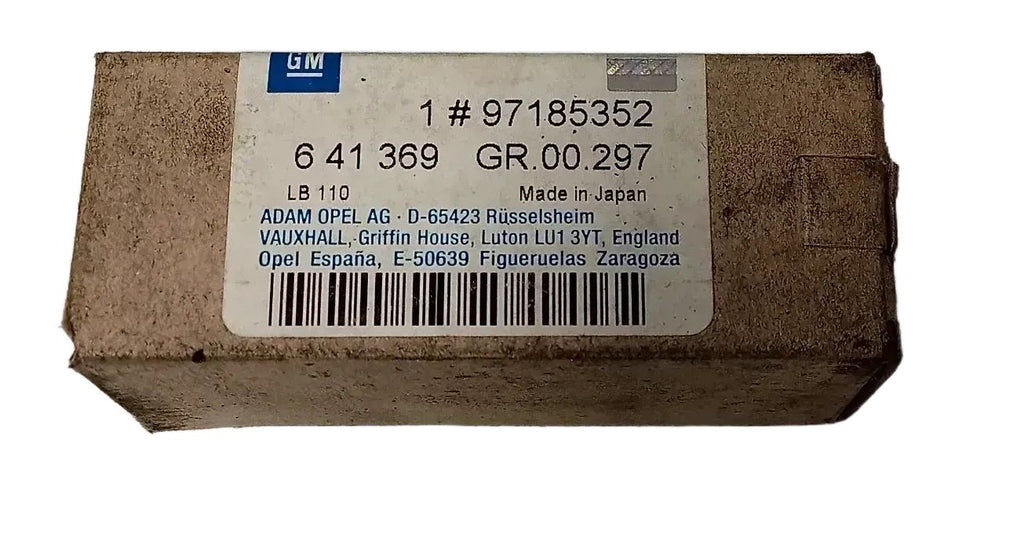 GM
1 # 97185352
6 41 369 GR.00.297
LB 110 Made in Japan
ADAM OPEL AG · D-65423 Rüsselsheim
VAUXHALL, Griffin House, Luton LU1 3YT, England
Opel España, E-50639 Figueruelas Zaragoza